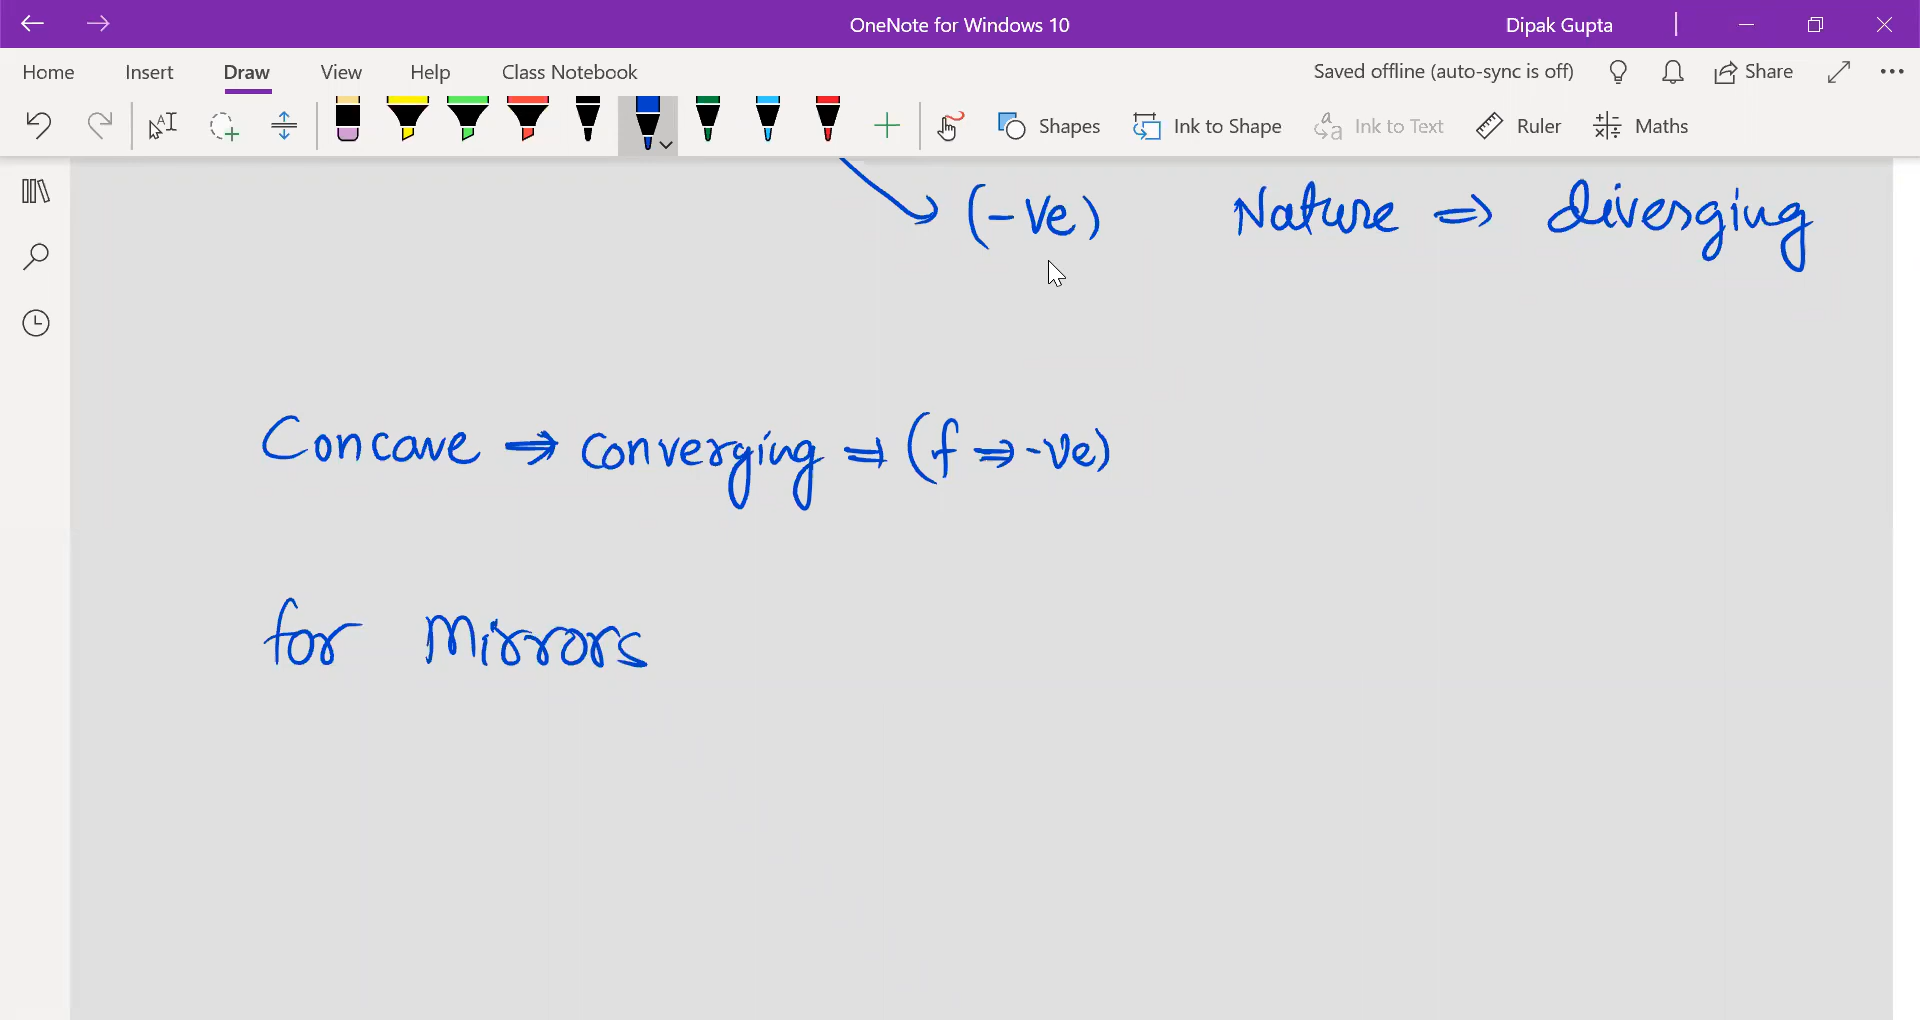 OneNote for Windows 10 Dipak Gupta
Home Insert Draw View Help Class Notebook Saved offline (auto-sync is off) Share
Shapes Ink to Shape Ink to Text Ruler Maths
(-ve) Nature ⇒ diverging
Concave ⇒ converging ⇒ (f ⇒ -ve)
for Mirrors